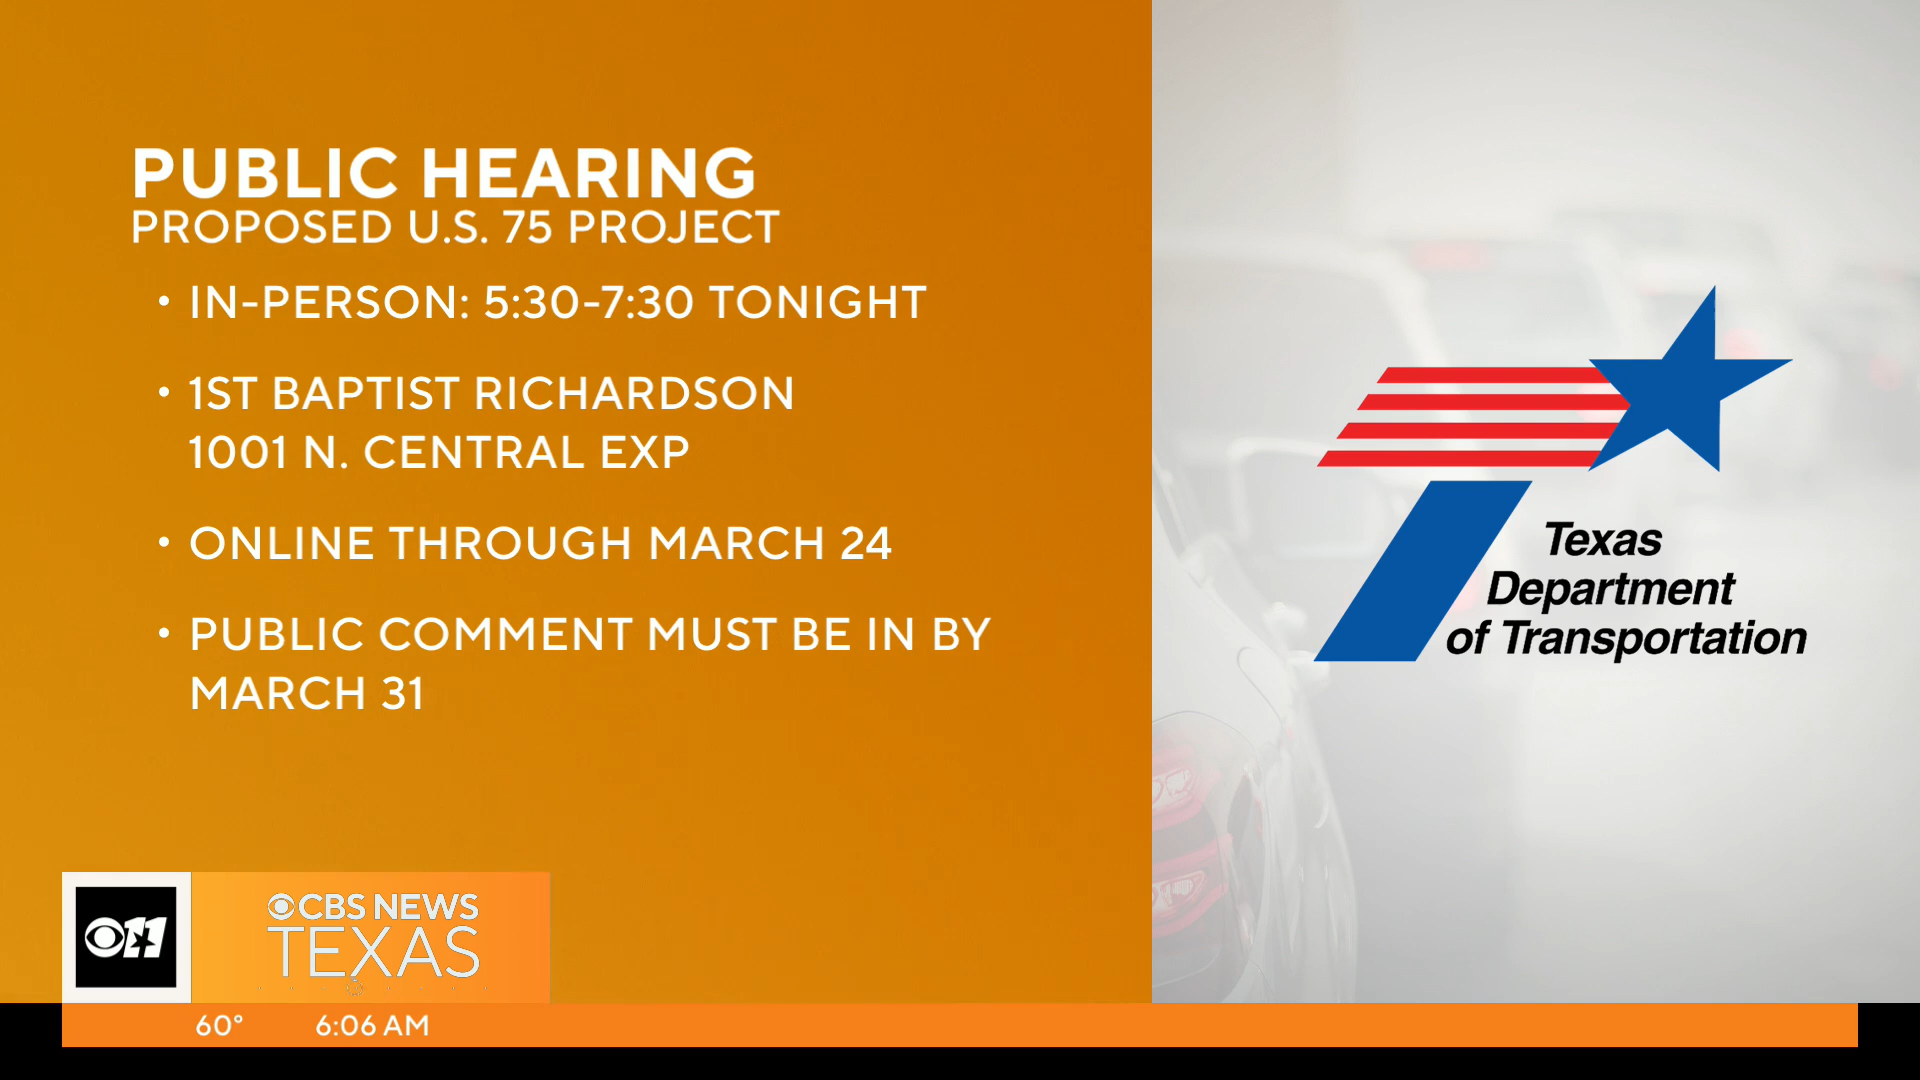 PUBLIC HEARING
PROPOSED U.S. 75 PROJECT
• IN-PERSON: 5:30-7:30 TONIGHT
• 1ST BAPTIST RICHARDSON
1001 N. CENTRAL EXP
• ONLINE THROUGH MARCH 24
• PUBLIC COMMENT MUST BE IN BY
MARCH 31
Texas
Department
of Transportation
11
CBS NEWS
TEXAS
60° 6:06 AM